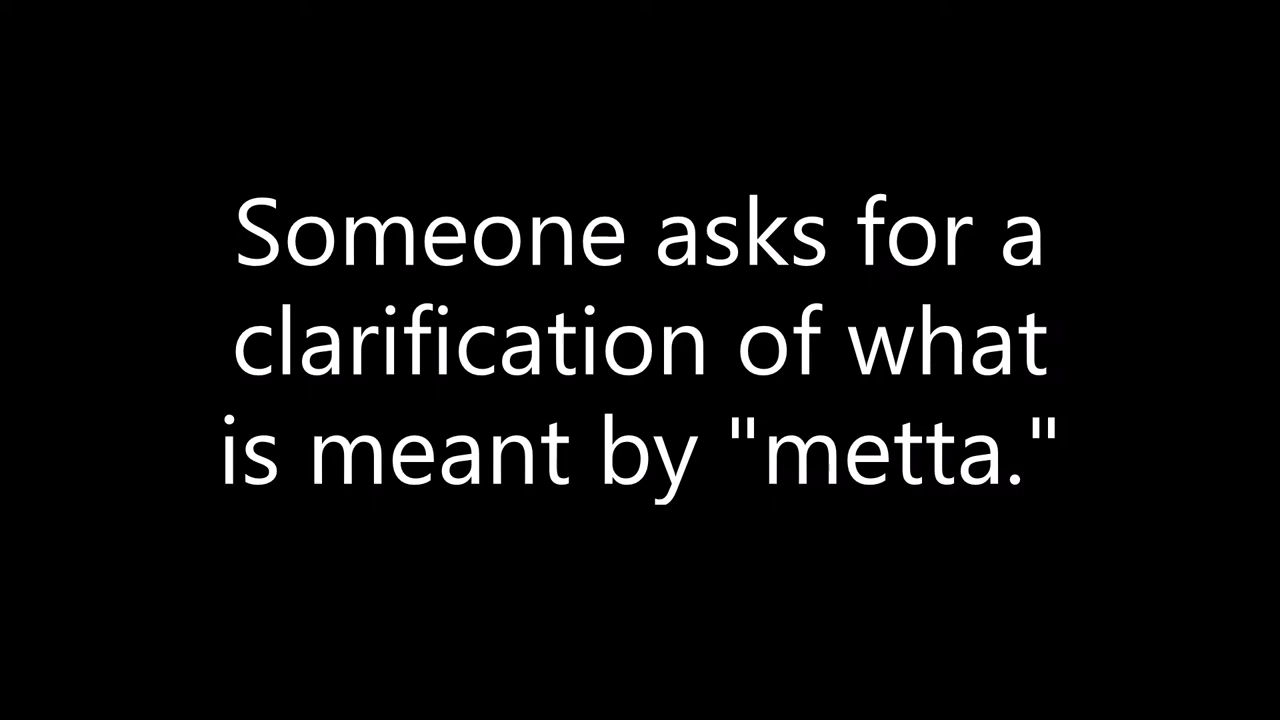 Someone asks for a
clarification of what
is meant by "metta."